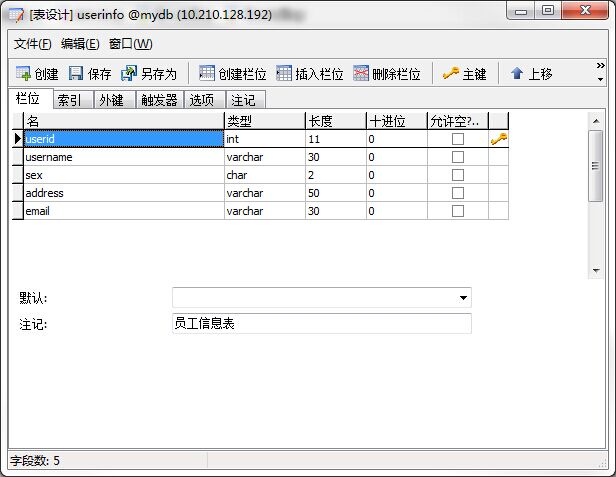 [表设计] userinfo @mydb (10.210.128.192)
文件(F) 编辑(E) 窗口(W)
创建 保存 另存为 创建栏位 插入栏位 删除栏位 主键 上移 »
栏位 索引 外键 触发器 选项 注记
名 类型 长度 十进位 允许空?..
userid int 11 0
username varchar 30 0
sex char 2 0
address varchar 50 0
email varchar 30 0
默认:
注记: 员工信息表
字段数: 5